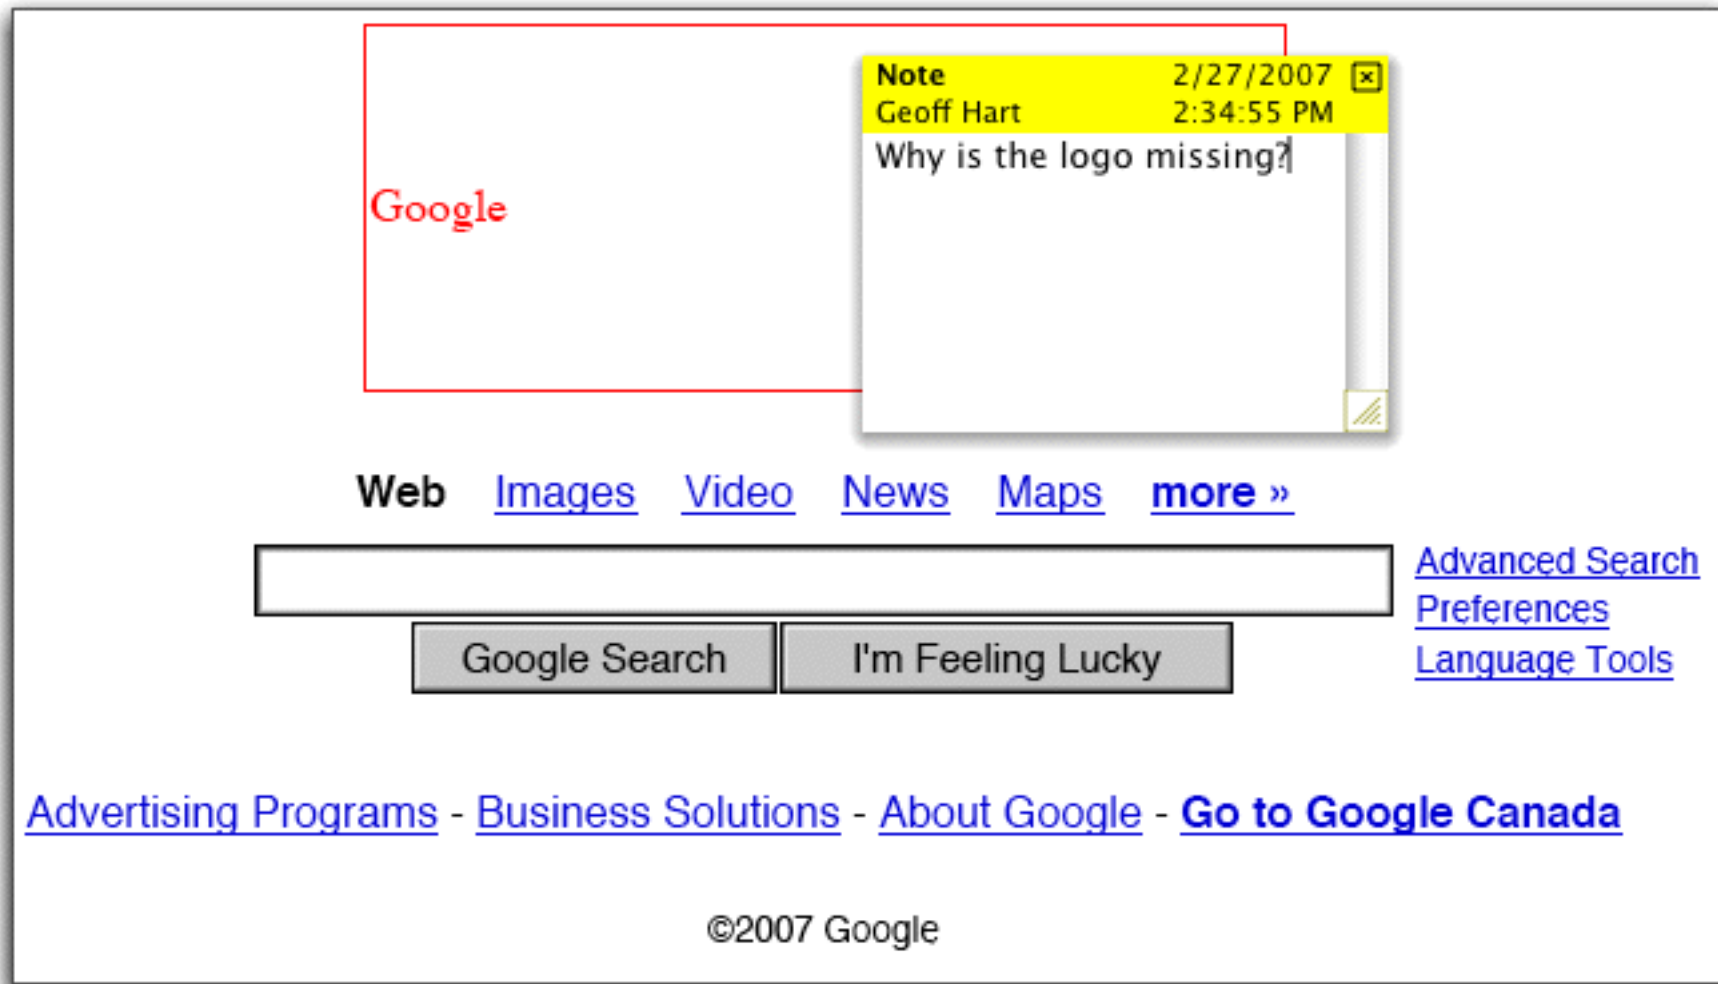 Note 2/27/2007
Geoff Hart 2:34:55 PM
Why is the logo missing?
Google
Web Images Video News Maps more »
Advanced Search
Preferences
Language Tools
Google Search I'm Feeling Lucky
Advertising Programs - Business Solutions - About Google - Go to Google Canada
©2007 Google